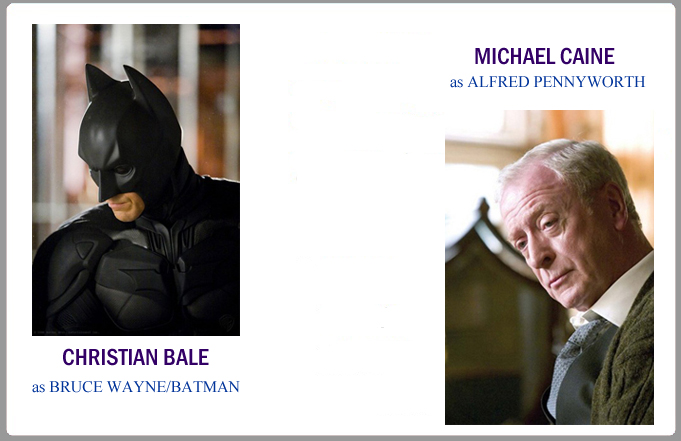 MICHAEL CAINE
as ALFRED PENNYWORTH
CHRISTIAN BALE
as BRUCE WAYNE/BATMAN